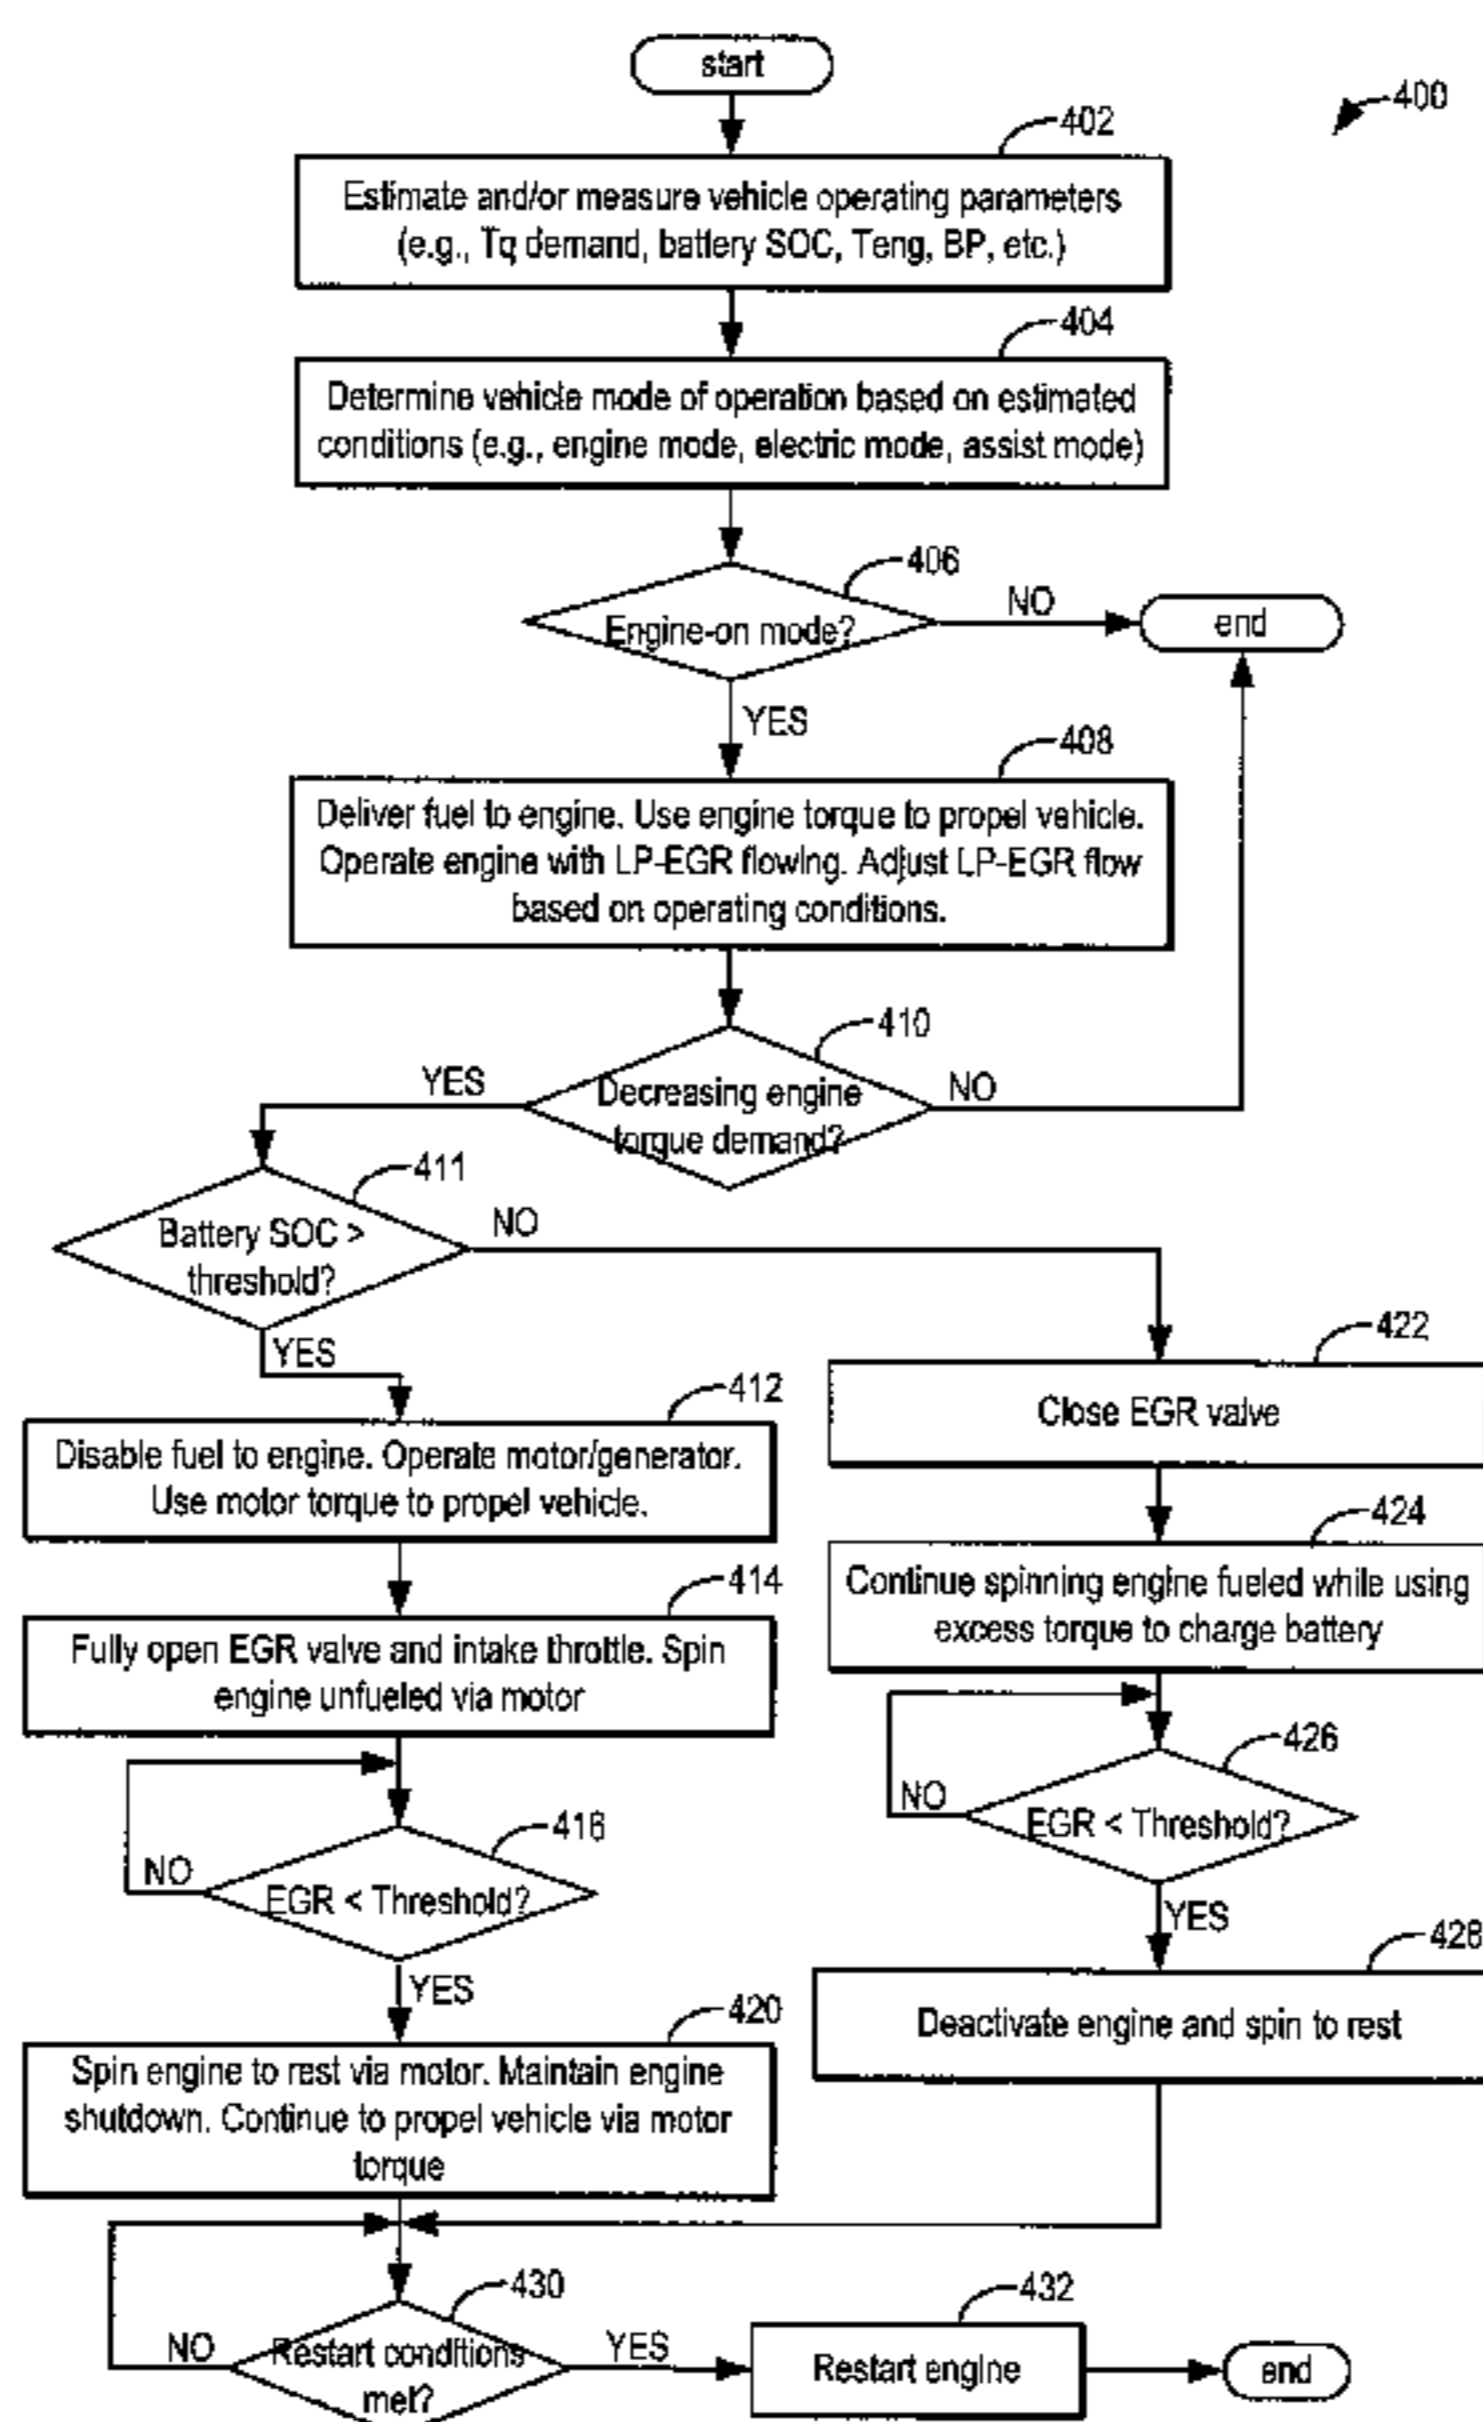 start
400
402
Estimate and/or measure vehicle operating parameters
(e.g., Tq demand, battery SOC, Teng, BP, etc.)
404
Determine vehicle mode of operation based on estimated
conditions (e.g., engine mode, electric mode, assist mode)
406
Engine-on mode?
NO
end
YES
408
Deliver fuel to engine. Use engine torque to propel vehicle.
Operate engine with LP-EGR flowing. Adjust LP-EGR flow
based on operating conditions.
410
Decreasing engine
torque demand?
YES
NO
411
Battery SOC >
threshold?
NO
YES
412
Disable fuel to engine. Operate motor/generator.
Use motor torque to propel vehicle.
414
Fully open EGR valve and intake throttle. Spin
engine unfueled via motor
416
EGR < Threshold?
NO
YES
420
Spin engine to rest via motor. Maintain engine
shutdown. Continue to propel vehicle via motor
torque
422
Close EGR valve
424
Continue spinning engine fueled while using
excess torque to charge battery
426
EGR < Threshold?
NO
YES
428
Deactivate engine and spin to rest
430
Restart conditions
met?
NO
YES
432
Restart engine
end